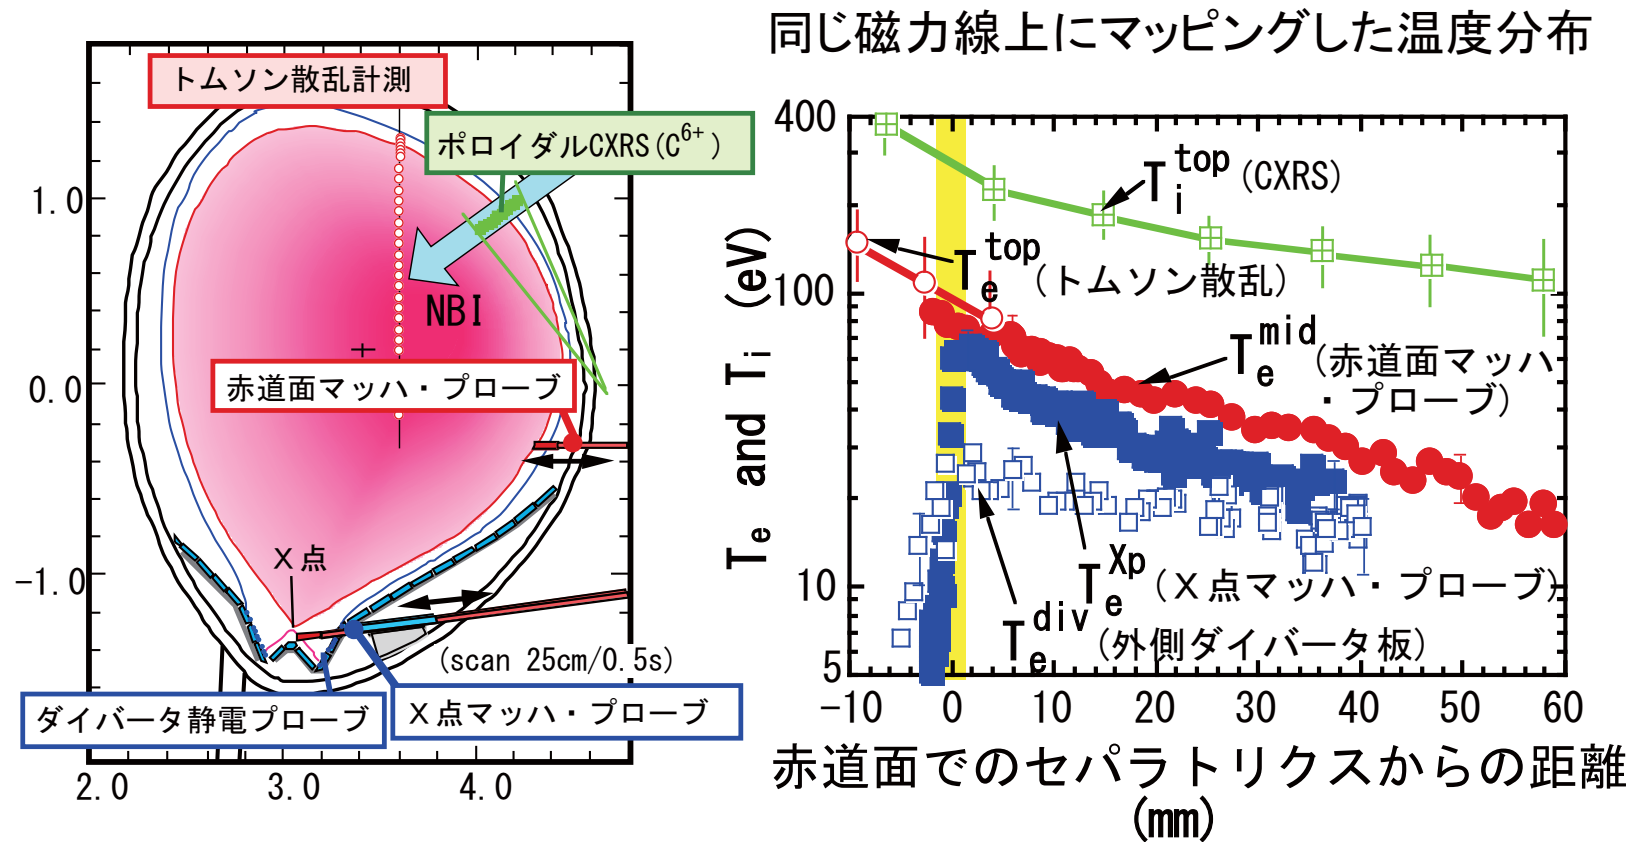 同じ磁力線上にマッピングした温度分布
トムソン散乱計測
ポロイダルCXRS(C6+)
NBI
赤道面マッハ・プローブ
X点
(scan 25cm/0.5s)
ダイバータ静電プローブ
X点マッハ・プローブ
1.0
0.0
-1.0
2.0 3.0 4.0
Te and Ti (eV)
400
100
10
5
Ti top (CXRS)
Te top (トムソン散乱)
Te mid (赤道面マッハ
・プローブ)
Te Xp (X点マッハ・プローブ)
Te div (外側ダイバータ板)
-10 0 10 20 30 40 50 60
赤道面でのセパラトリクスからの距離
(mm)